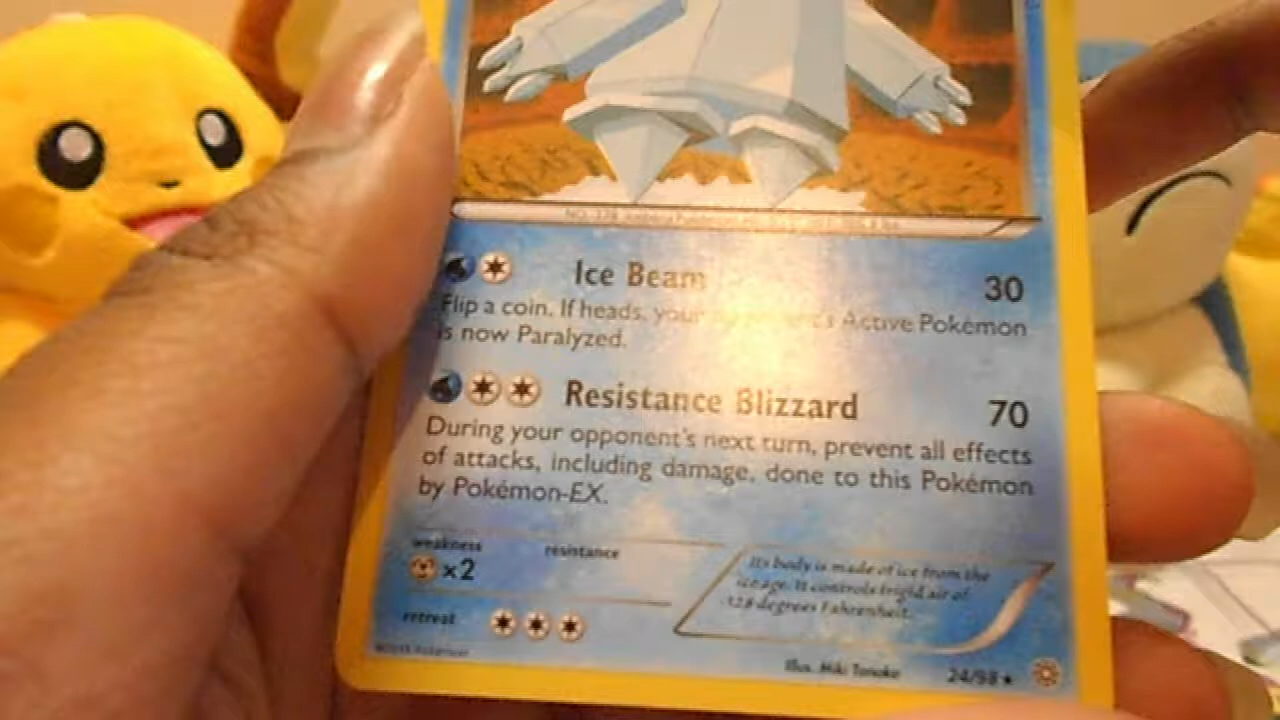 Ice Beam 30
Flip a coin. If heads, your Active Pokémon
is now Paralyzed.
Resistance Blizzard 70
During your opponent's next turn, prevent all effects
of attacks, including damage, done to this Pokémon
by Pokémon-EX.
weakness resistance
x2
Its body is made of ice from the
ice age. It controls frigid air of
-328 degrees Fahrenheit.
retreat
Illus. Miki Tanaka 24/98 ★